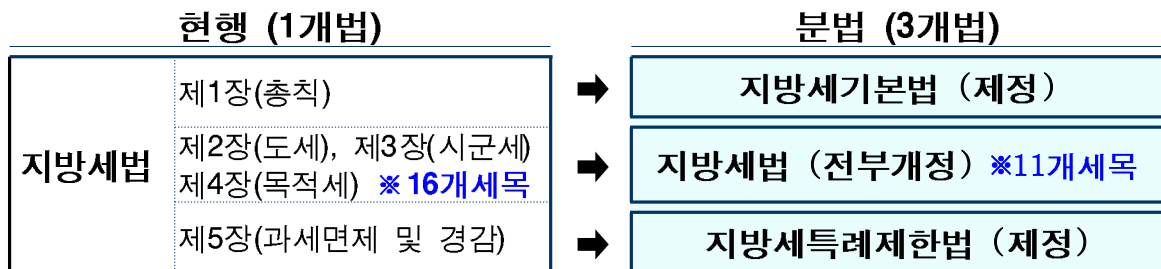 현행 (1개법)
분법 (3개법)
지방세법
제1장(총칙)
➡
지방세기본법 (제정)
제2장(도세), 제3장(시군세)
제4장(목적세) ※16개세목
➡
지방세법 (전부개정) ※11개세목
제5장(과세면제 및 경감)
➡
지방세특례제한법 (제정)